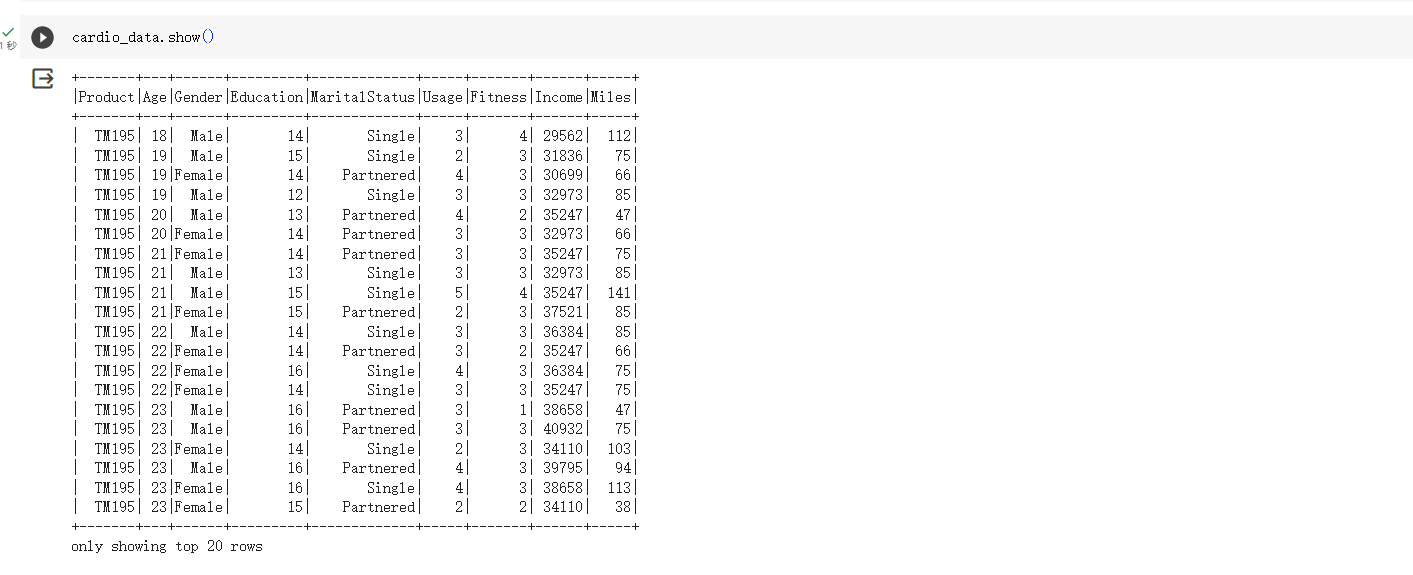 cardio_data.show()
1 秒
+-------+---+------+---------+-------------+-----+-------+------+-----+
|Product|Age|Gender|Education|MaritalStatus|Usage|Fitness|Income|Miles|
+-------+---+------+---------+-------------+-----+-------+------+-----+
|  TM195| 18|  Male|       14|       Single|    3|      4| 29562|  112|
|  TM195| 19|  Male|       15|       Single|    2|      3| 31836|   75|
|  TM195| 19|Female|       14|    Partnered|    4|      3| 30699|   66|
|  TM195| 19|  Male|       12|       Single|    3|      3| 32973|   85|
|  TM195| 20|  Male|       13|    Partnered|    4|      2| 35247|   47|
|  TM195| 20|Female|       14|    Partnered|    3|      3| 32973|   66|
|  TM195| 21|Female|       14|    Partnered|    3|      3| 35247|   75|
|  TM195| 21|  Male|       13|       Single|    3|      3| 32973|   85|
|  TM195| 21|  Male|       15|       Single|    5|      4| 35247|  141|
|  TM195| 21|Female|       15|    Partnered|    2|      3| 37521|   85|
|  TM195| 22|  Male|       14|       Single|    3|      3| 36384|   85|
|  TM195| 22|Female|       14|    Partnered|    3|      2| 35247|   66|
|  TM195| 22|Female|       16|       Single|    4|      3| 36384|   75|
|  TM195| 22|Female|       14|       Single|    3|      3| 35247|   75|
|  TM195| 23|  Male|       16|    Partnered|    3|      1| 38658|   47|
|  TM195| 23|  Male|       16|    Partnered|    3|      3| 40932|   75|
|  TM195| 23|Female|       14|       Single|    2|      3| 34110|  103|
|  TM195| 23|  Male|       16|    Partnered|    4|      3| 39795|   94|
|  TM195| 23|Female|       16|       Single|    4|      3| 38658|  113|
|  TM195| 23|Female|       15|    Partnered|    2|      2| 34110|   38|
+-------+---+------+---------+-------------+-----+-------+------+-----+
only showing top 20 rows